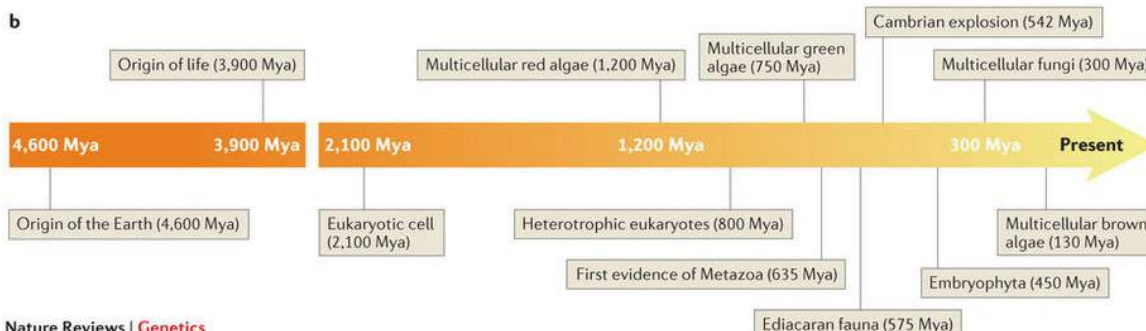 b
Cambrian explosion (542 Mya)
Origin of life (3,900 Mya)
Multicellular red algae (1,200 Mya)
Multicellular green
algae (750 Mya)
Multicellular fungi (300 Mya)
4,600 Mya
3,900 Mya
2,100 Mya
1,200 Mya
300 Mya
Present
Origin of the Earth (4,600 Mya)
Eukaryotic cell
(2,100 Mya)
Heterotrophic eukaryotes (800 Mya)
Multicellular brown
algae (130 Mya)
First evidence of Metazoa (635 Mya)
Embryophyta (450 Mya)
Ediacaran fauna (575 Mya)
Nature Reviews | Genetics